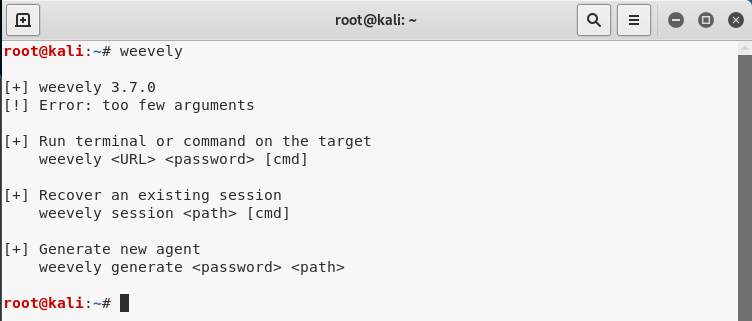 root@kali: ~
root@kali:~# weevely
[+] weevely 3.7.0
[!] Error: too few arguments
[+] Run terminal or command on the target
weevely <URL> <password> [cmd]
[+] Recover an existing session
weevely session <path> [cmd]
[+] Generate new agent
weevely generate <password> <path>
root@kali:~#